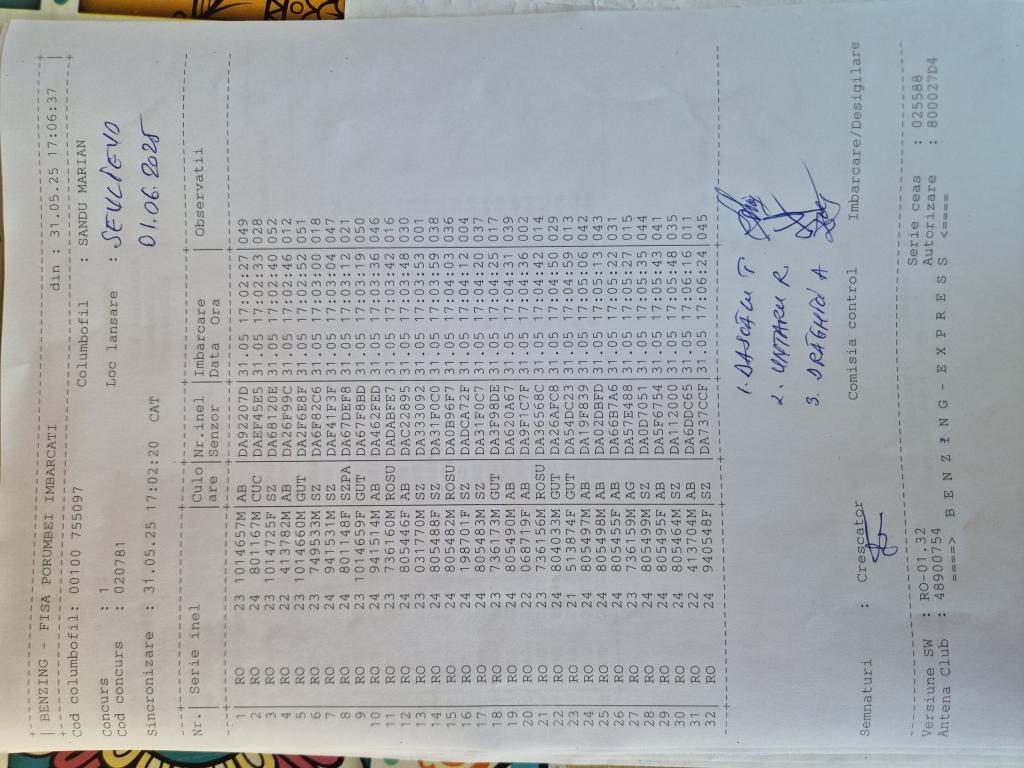 BENZING - FISA PORUMBEI IMBARCATI din : 31.05.25 17:06:37
Cod columbofil: 00100 755097 Columbofil : SANDU MARIAN
Concurs : 1 Loc lansare : SEVLIEVO
Cod concurs : 020781
01.06.2025
Sincronizare : 31.05.25 17:02:20 CAT
Nr. | Serie inel | Culo are | Nr.inel Senzor | Imbarcare Data Ora | Observatii
1 RO 23 1014657M AB DA92207D 31.05 17:02:27 049
2 RO 24 801167M CUC DAEF45E5 31.05 17:02:33 028
3 RO 23 1014725F SZ DA68120E 31.05 17:02:40 052
4 RO 22 413782M AB DA26F99C 31.05 17:02:46 012
5 RO 23 1014660M GUT DA2F6E8F 31.05 17:02:52 051
6 RO 23 749533M SZ DA6F82C6 31.05 17:03:00 018
7 RO 24 941531M SZ DAF41F3F 31.05 17:03:04 047
8 RO 24 801148F SZPA DA67DEF8 31.05 17:03:12 021
9 RO 23 1014659F GUT DA67F8BD 31.05 17:03:19 050
10 RO 24 941514M AB DA462FED 31.05 17:03:36 046
11 RO 23 736160M ROSU DADABFE7 31.05 17:03:42 016
12 RO 24 805446F AB DAC22895 31.05 17:03:48 030
13 RO 22 0317770M SZ DA333092 31.05 17:03:53 001
14 RO 24 805488F SZ DA31F0C0 31.05 17:03:59 038
15 RO 24 805482M ROSU DA0B96F7 31.05 17:04:03 036
16 RO 24 1198701F SZ DADCA72F 31.05 17:04:12 004
17 RO 24 805483M SZ DA31F0C7 31.05 17:04:20 037
18 RO 23 736173M GUT DA3F98DE 31.05 17:04:25 017
19 RO 24 805490M AB DA620A67 31.05 17:04:31 039
20 RO 22 0687119F AB DA9F1C7F 31.05 17:04:36 002
21 RO 23 736156M ROSU DA36568C 31.05 17:04:42 014
22 RO 24 804033M GUT DA26AFC8 31.05 17:04:50 029
23 RO 21 513874F GUT DA54DC23 31.05 17:04:59 013
24 RO 24 805497M AB DA19F839 31.05 17:05:06 042
25 RO 24 805498M AB DA02DBFD 31.05 17:05:13 043
26 RO 24 805455F AB DA66B7A6 31.05 17:05:22 031
27 RO 23 736159M AG DA57E488 31.05 17:05:27 015
28 RO 24 805499M SZ DA0D7051 31.05 17:05:35 044
29 RO 24 805495F SZ DA5F6754 31.05 17:05:43 041
30 RO 24 805464M SZ DA112000 31.05 17:05:48 035
31 RO 22 413704M AB DA6DDC65 31.05 17:06:16 011
32 RO 24 940548F SZ DA737CCF 31.05 17:06:24 045
1. DASCALU T
2. UNTARU R
3. DRAGHICI A
Semnaturi : Crescator Comisia control Imbarcare/Desigilare
Versiune SW : RO-01.32 Serie ceas : 025588
Antena Club : 48900754 Autorizare : 800027D4
====> B E N Z I N G - E X P R E S S <====